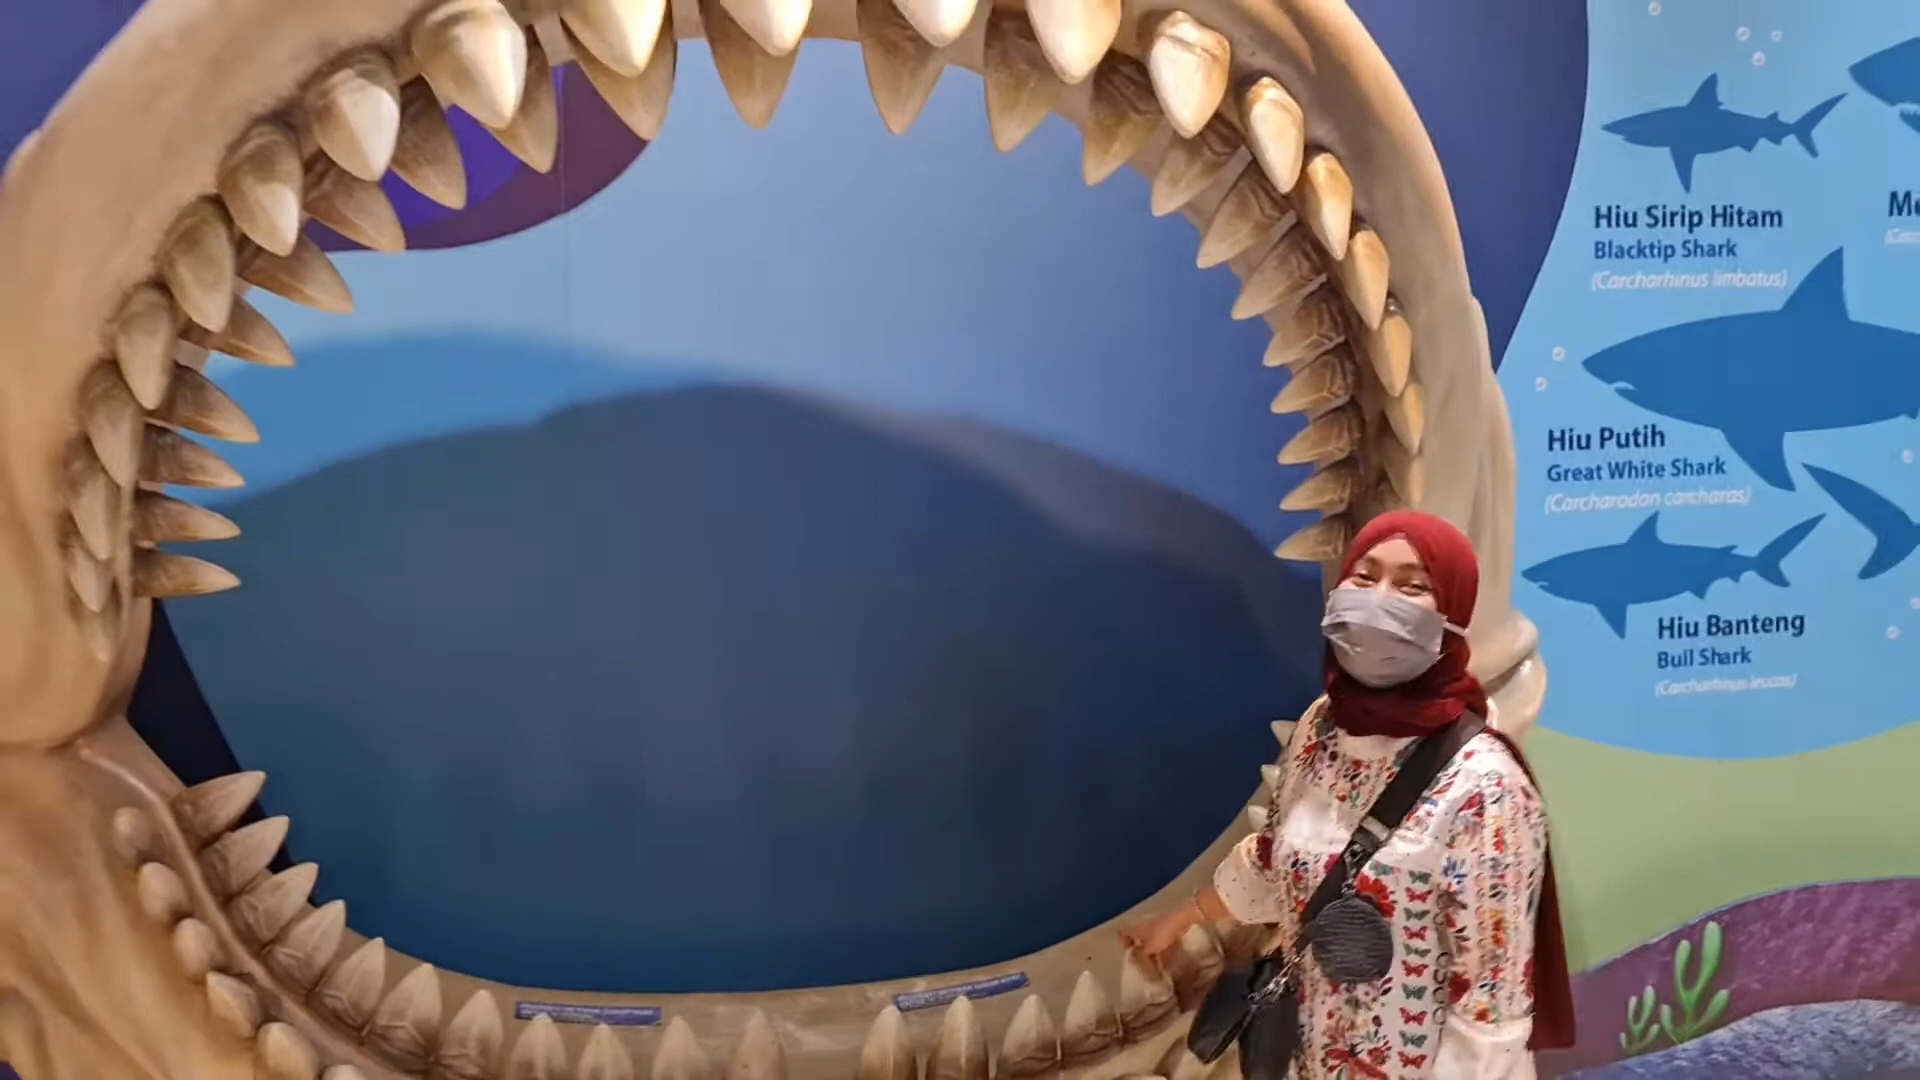 Hiu Sirip Hitam
Blacktip Shark
(Carcharhinus limbatus)
Hiu Putih
Great White Shark
(Carcharodon carcharas)
Hiu Banteng
Bull Shark
(Carcharhinus leucas)